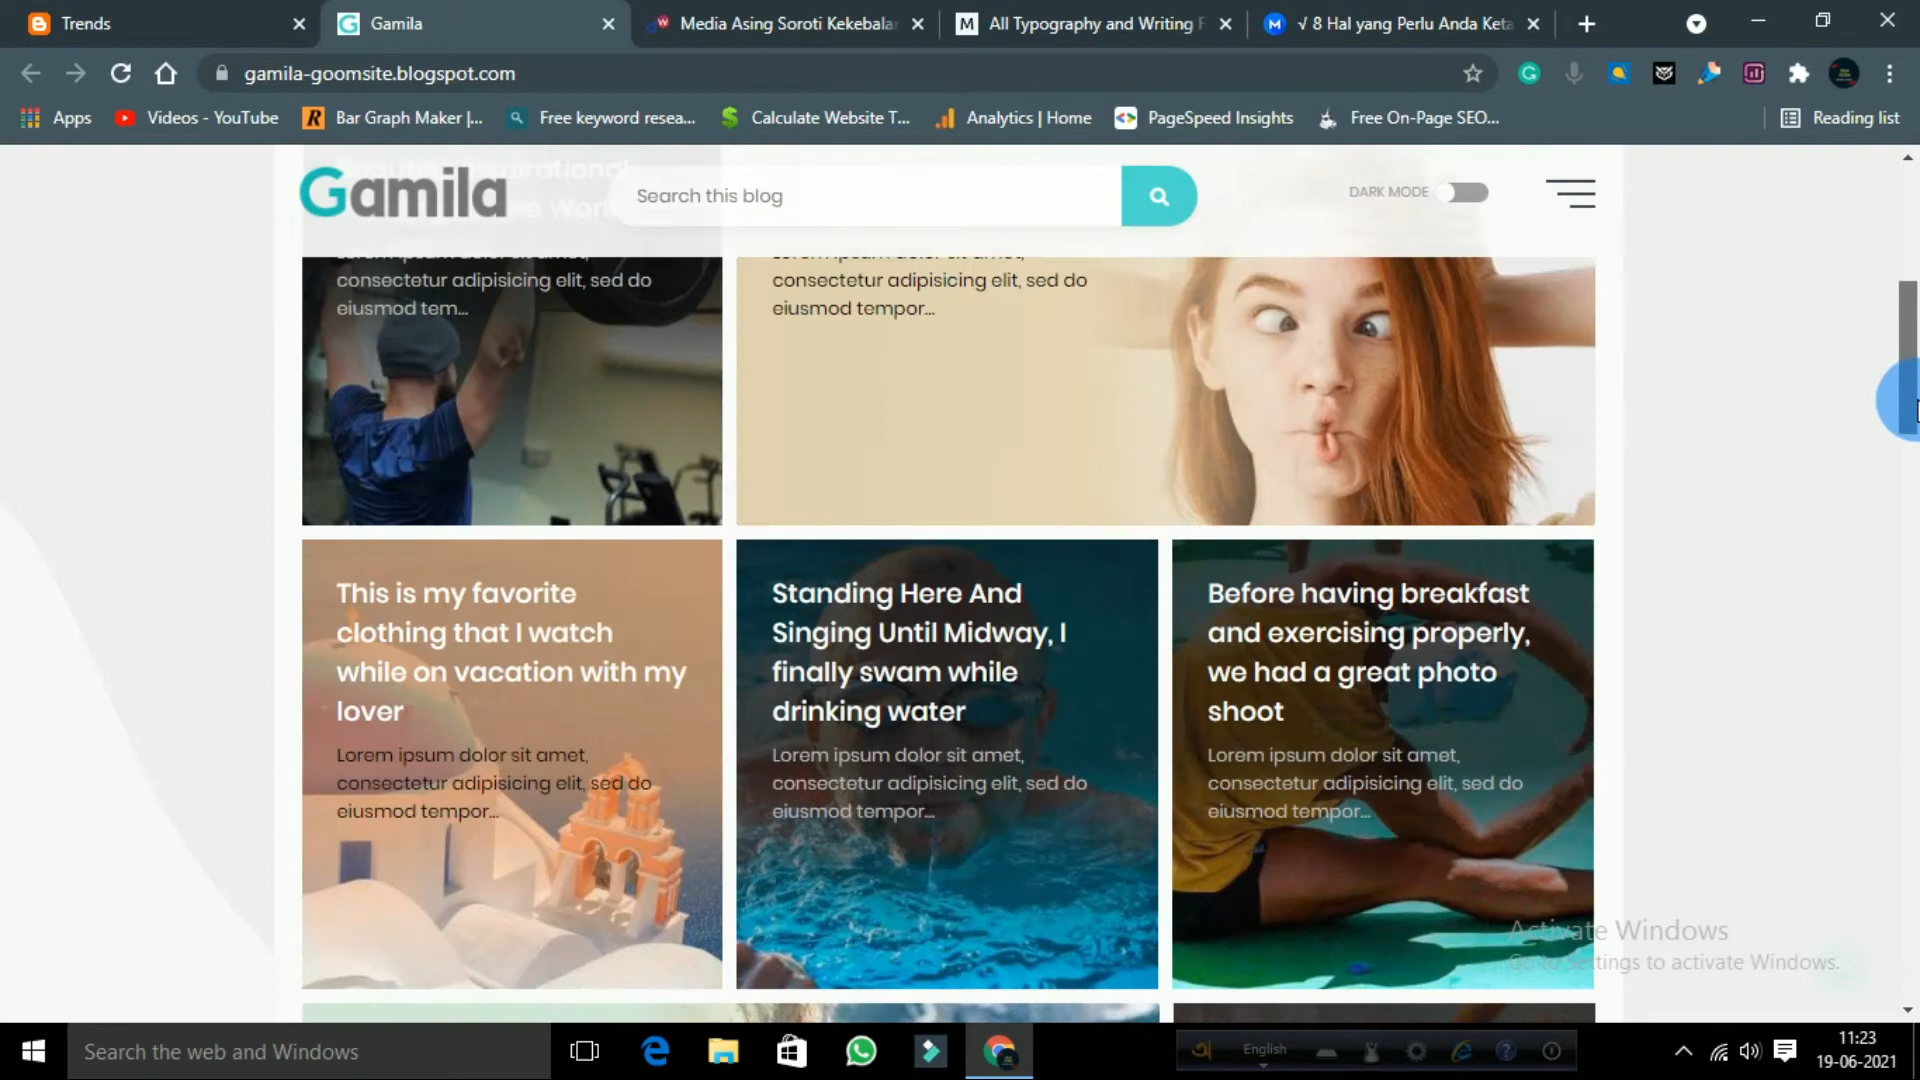 Trends
Gamila
Media Asing Soroti Kekebala
All Typography and Writing F
√ 8 Hal yang Perlu Anda Keta
gamila-goomsite.blogspot.com
Apps
Videos - YouTube
Bar Graph Maker |...
Free keyword resea...
Calculate Website T...
Analytics | Home
PageSpeed Insights
Free On-Page SEO...
Reading list
Gamila
Search this blog
DARK MODE
consectetur adipisicing elit, sed do
eiusmod tem...
consectetur adipisicing elit, sed do
eiusmod tempor...
This is my favorite
clothing that I watch
while on vacation with my
lover
Lorem ipsum dolor sit amet,
consectetur adipisicing elit, sed do
eiusmod tempor...
Standing Here And
Singing Until Midway, I
finally swam while
drinking water
Lorem ipsum dolor sit amet,
consectetur adipisicing elit, sed do
eiusmod tempor...
Before having breakfast
and exercising properly,
we had a great photo
shoot
Lorem ipsum dolor sit amet,
consectetur adipisicing elit, sed do
eiusmod tempor...
Activate Windows
Go to Settings to activate Windows.
Search the web and Windows
English
11:23
19-06-2021